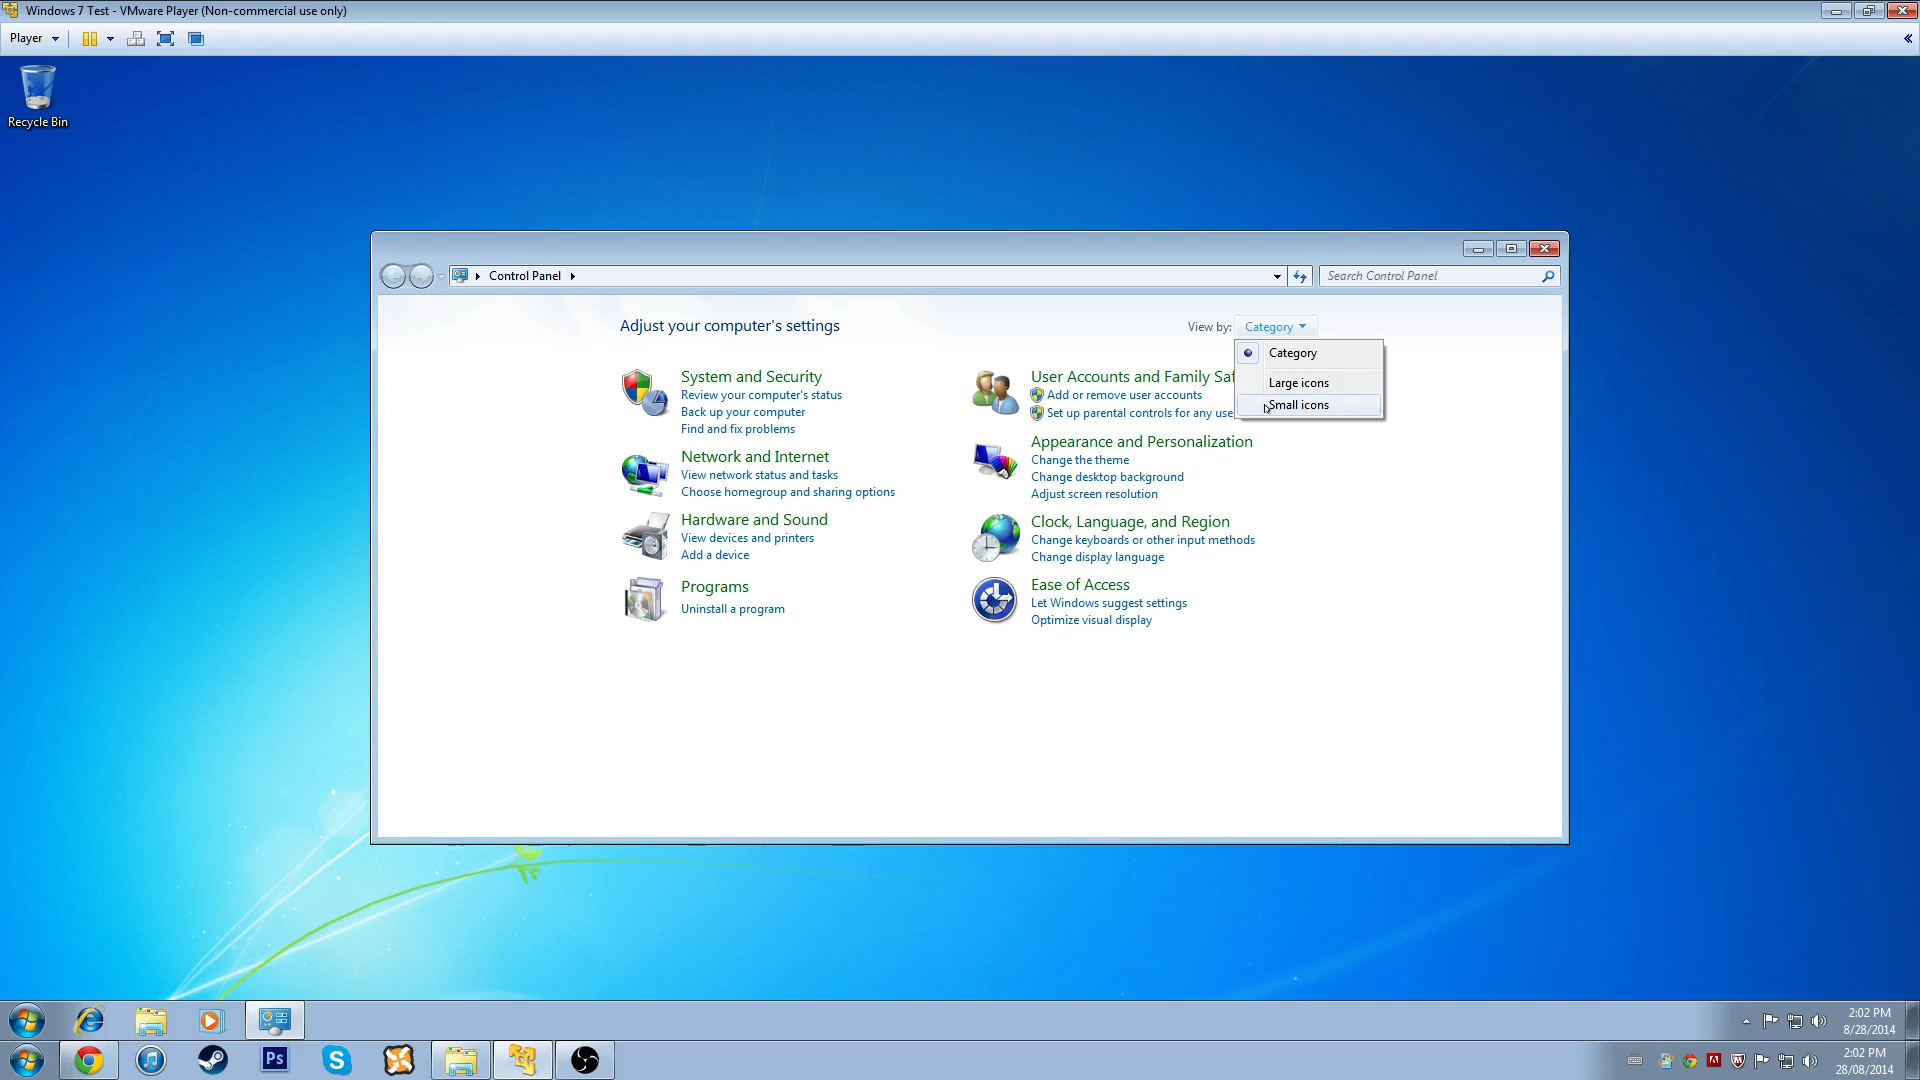 Windows 7 Test - VMware Player (Non-commercial use only)
Player
Recycle Bin
Control Panel
Search Control Panel
Adjust your computer's settings
View by: Category
Category
Large icons
Small icons
System and Security
Review your computer's status
Back up your computer
Find and fix problems
Network and Internet
View network status and tasks
Choose homegroup and sharing options
Hardware and Sound
View devices and printers
Add a device
Programs
Uninstall a program
User Accounts and Family Saf
Add or remove user accounts
Set up parental controls for any use
Appearance and Personalization
Change the theme
Change desktop background
Adjust screen resolution
Clock, Language, and Region
Change keyboards or other input methods
Change display language
Ease of Access
Let Windows suggest settings
Optimize visual display
2:02 PM
8/28/2014
Ps
2:02 PM
28/08/2014